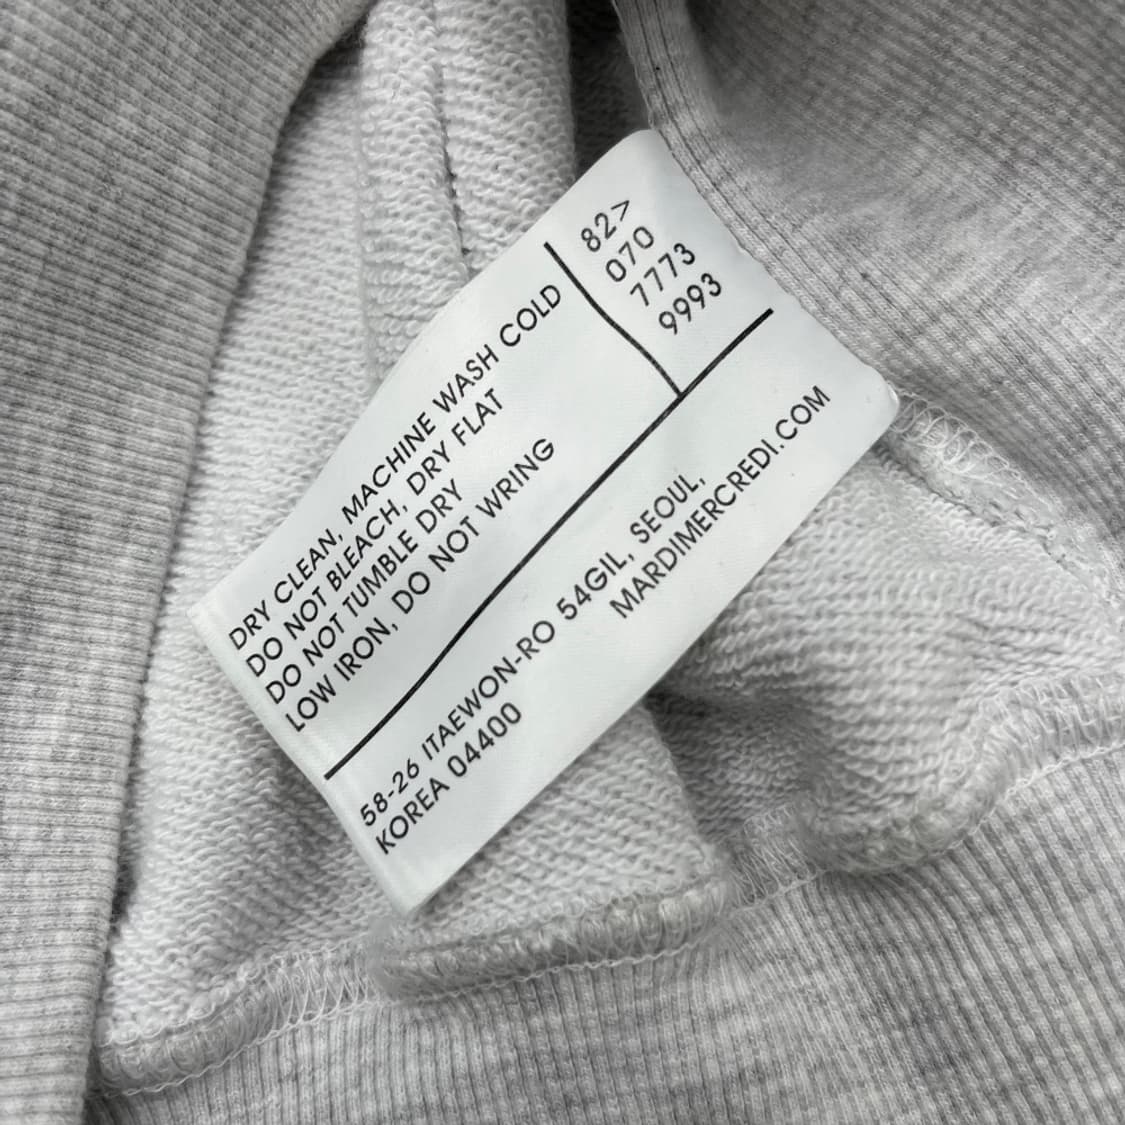 DRY CLEAN, MACHINE WASH COLD
DO NOT BLEACH, DRY FLAT
DO NOT TUMBLE DRY
LOW IRON, DO NOT WRING
82>
070
7773
9993
58-26 ITAEWON-RO 54GIL, SEOUL,
KOREA 04400
MARDIMERCREDI.COM